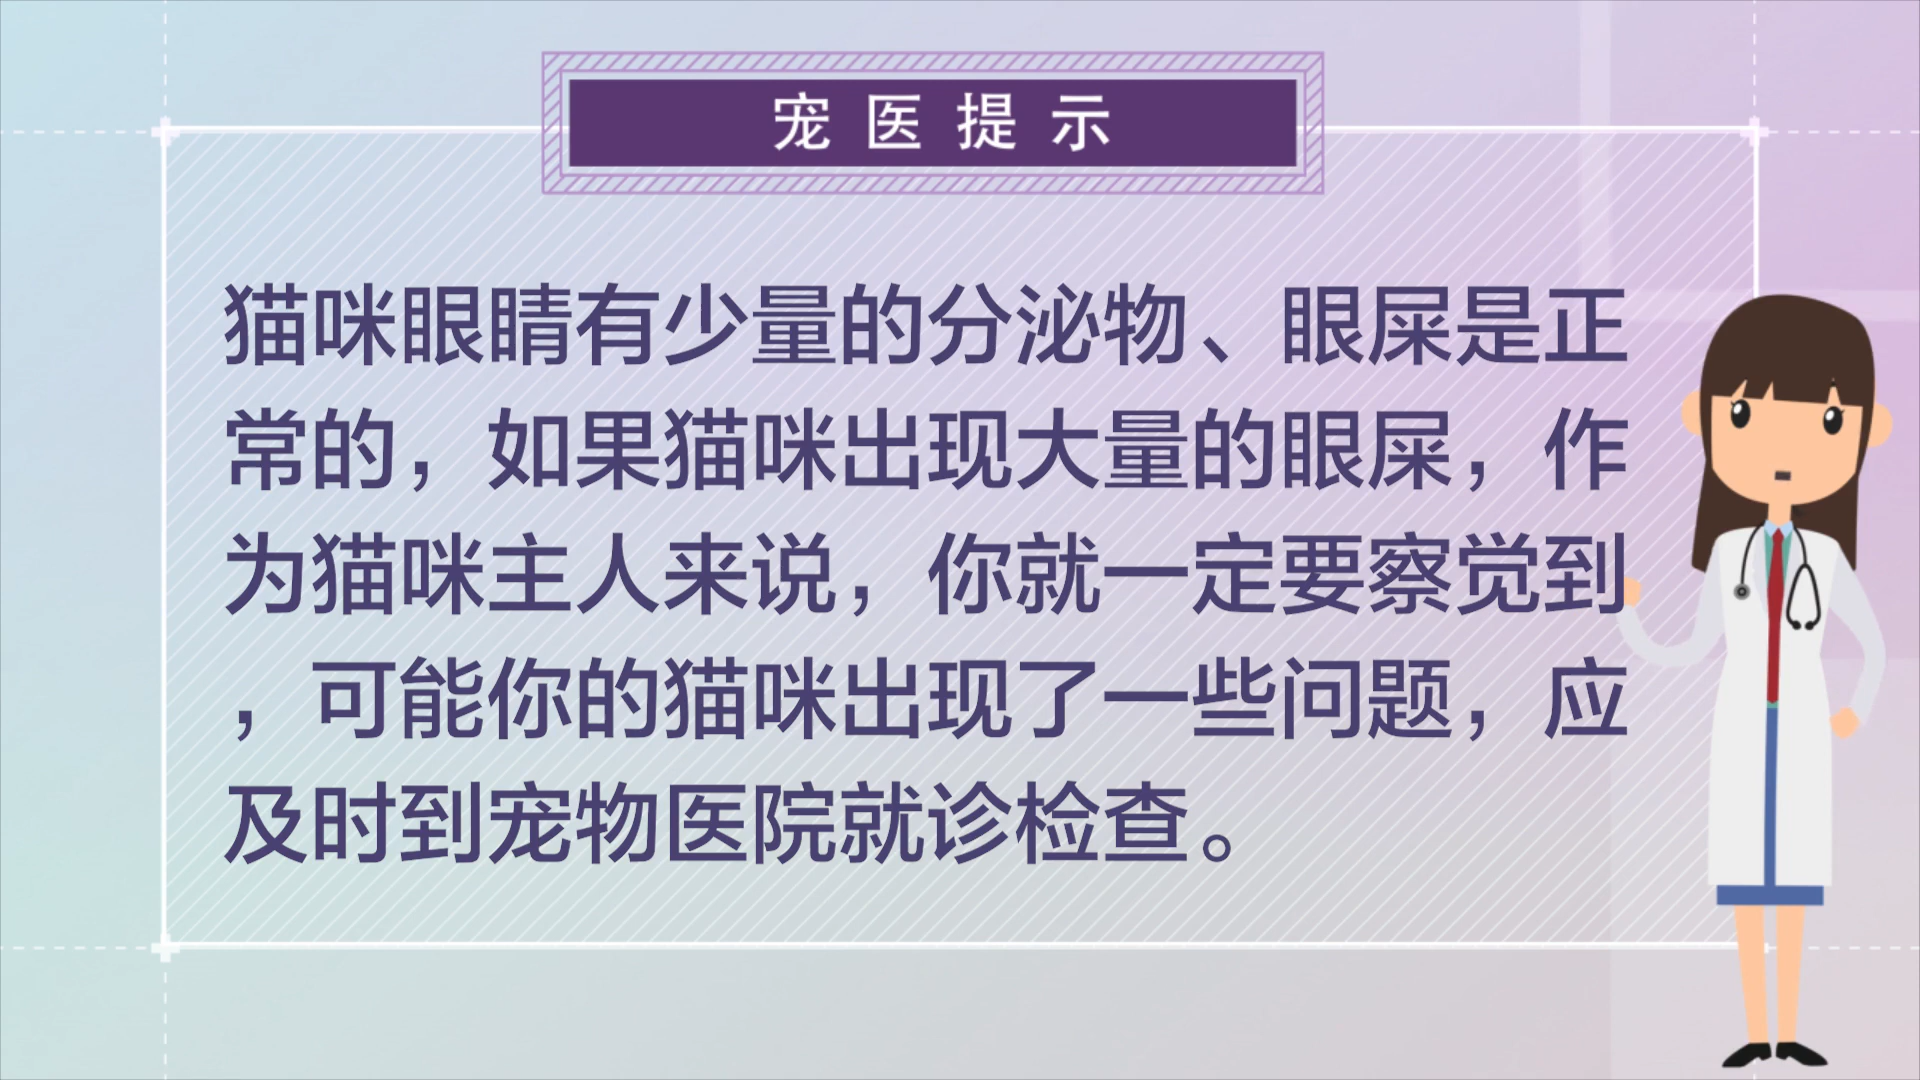 宠医提示
猫咪眼睛有少量的分泌物、眼屎是正
常的，如果猫咪出现大量的眼屎，作
为猫咪主人来说，你就一定要察觉到
，可能你的猫咪出现了一些问题，应
及时到宠物医院就诊检查。